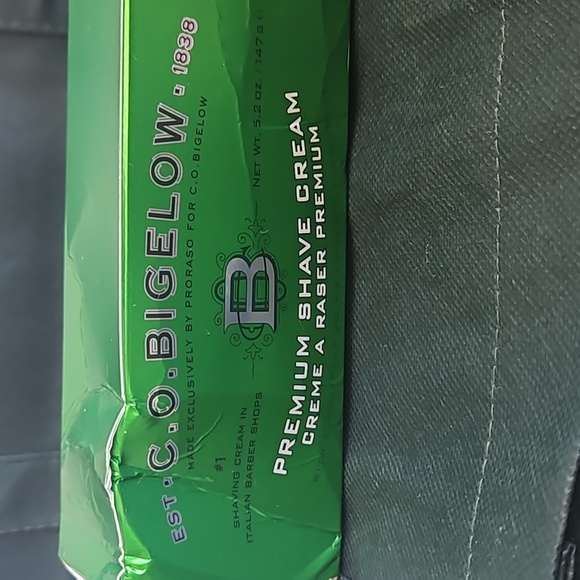 EST · C.O.BIGELOW · 1838
MADE EXCLUSIVELY BY PRORASO FOR C.O.BIGELOW
#1
SHAVING CREAM IN
ITALIAN BARBER SHOPS
B
NET WT. 5.2 oz. / 147g e
PREMIUM SHAVE CREAM
CREME A RASER PREMIUM